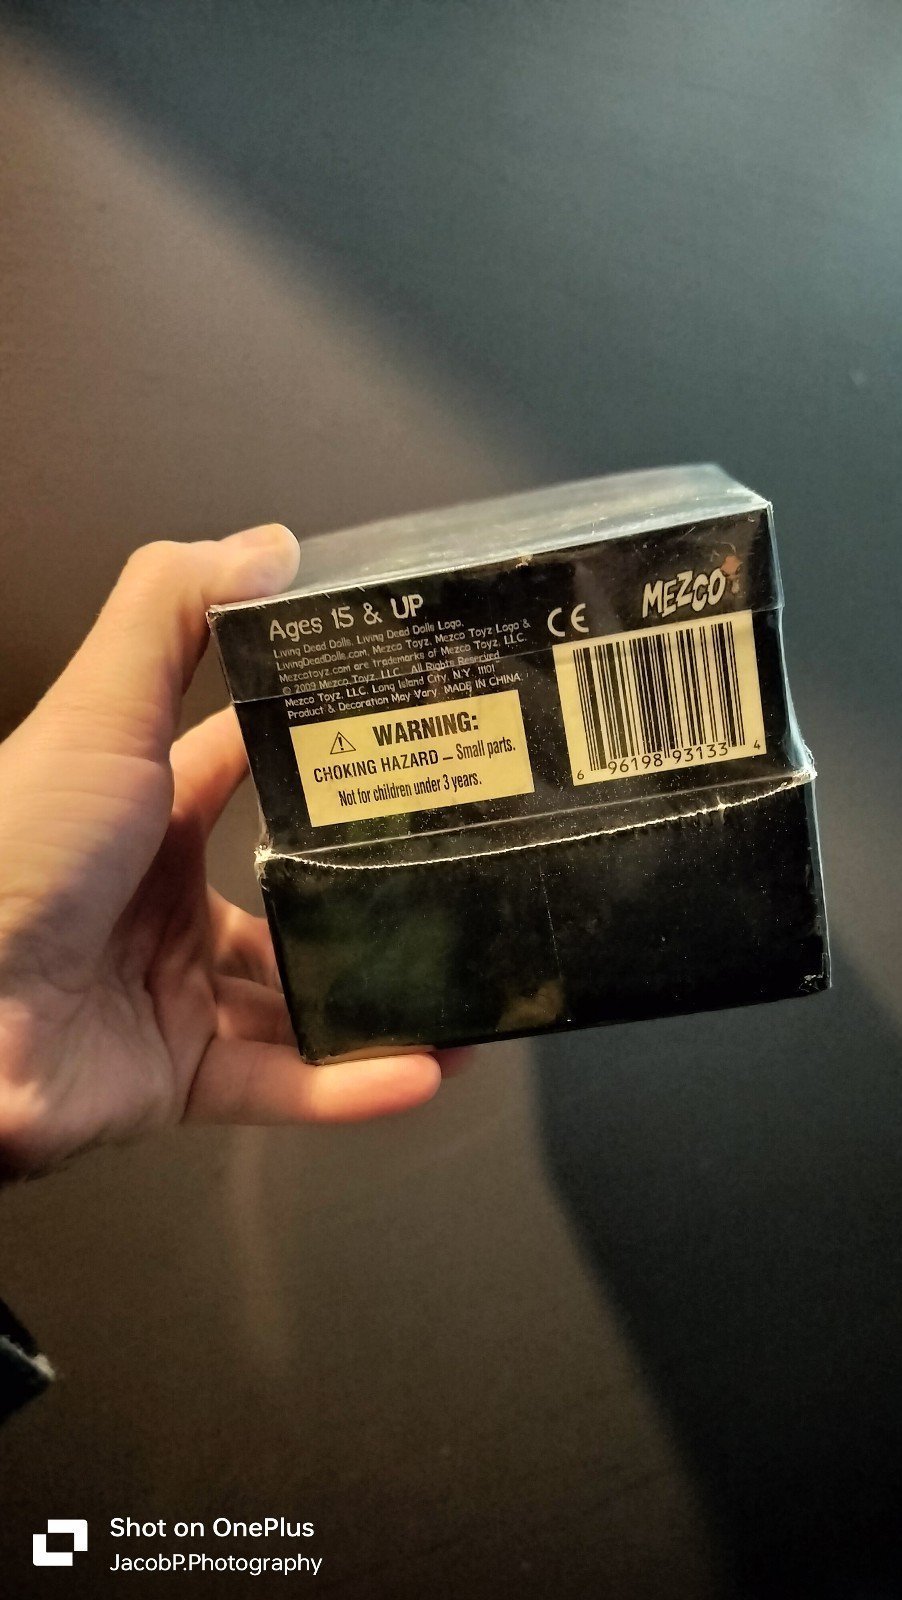 Ages 15 & UP
Living Dead Dolls, Living Dead Dolls Logo,
LivingDeadDolls.com, Mezco Toyz, Mezco Toyz Logo &
Mezcotoyz.com are trademarks of Mezco Toyz, LLC.
© 2009 Mezco Toyz, LLC. All Rights Reserved
Mezco Toyz, LLC. Long Island City, N.Y. 11101
Product & Decoration May Vary. MADE IN CHINA.
CE
MEZCO
WARNING:
CHOKING HAZARD – Small parts.
Not for children under 3 years.
6 96198 93133 4
Shot on OnePlus
JacobP.Photography